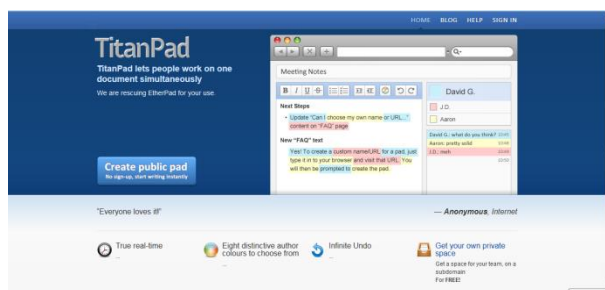 HOME BLOG HELP SIGN IN
TitanPad
TitanPad lets people work on one
document simultaneously
We are rescuing EtherPad for your use.
Create public pad
No sign-up, start writing instantly
Meeting Notes
B I U S
Next Steps
Update "Can I choose my own name or URL..."
content on "FAQ" page
New "FAQ" text
Yes! To create a custom name/URL for a pad, just
type it in to your browser and visit that URL. You
will then be prompted to create the pad.
David G.
J.D.
Aaron
David G.: what do you think?
Aaron: pretty solid
J.D.: meh
"Everyone loves it!"
— Anonymous, Internet
True real-time
...
Eight distinctive author
colours to choose from
...
Infinite Undo
...
Get your own private
space
Get a space for your team, on a
subdomain
For FREE!